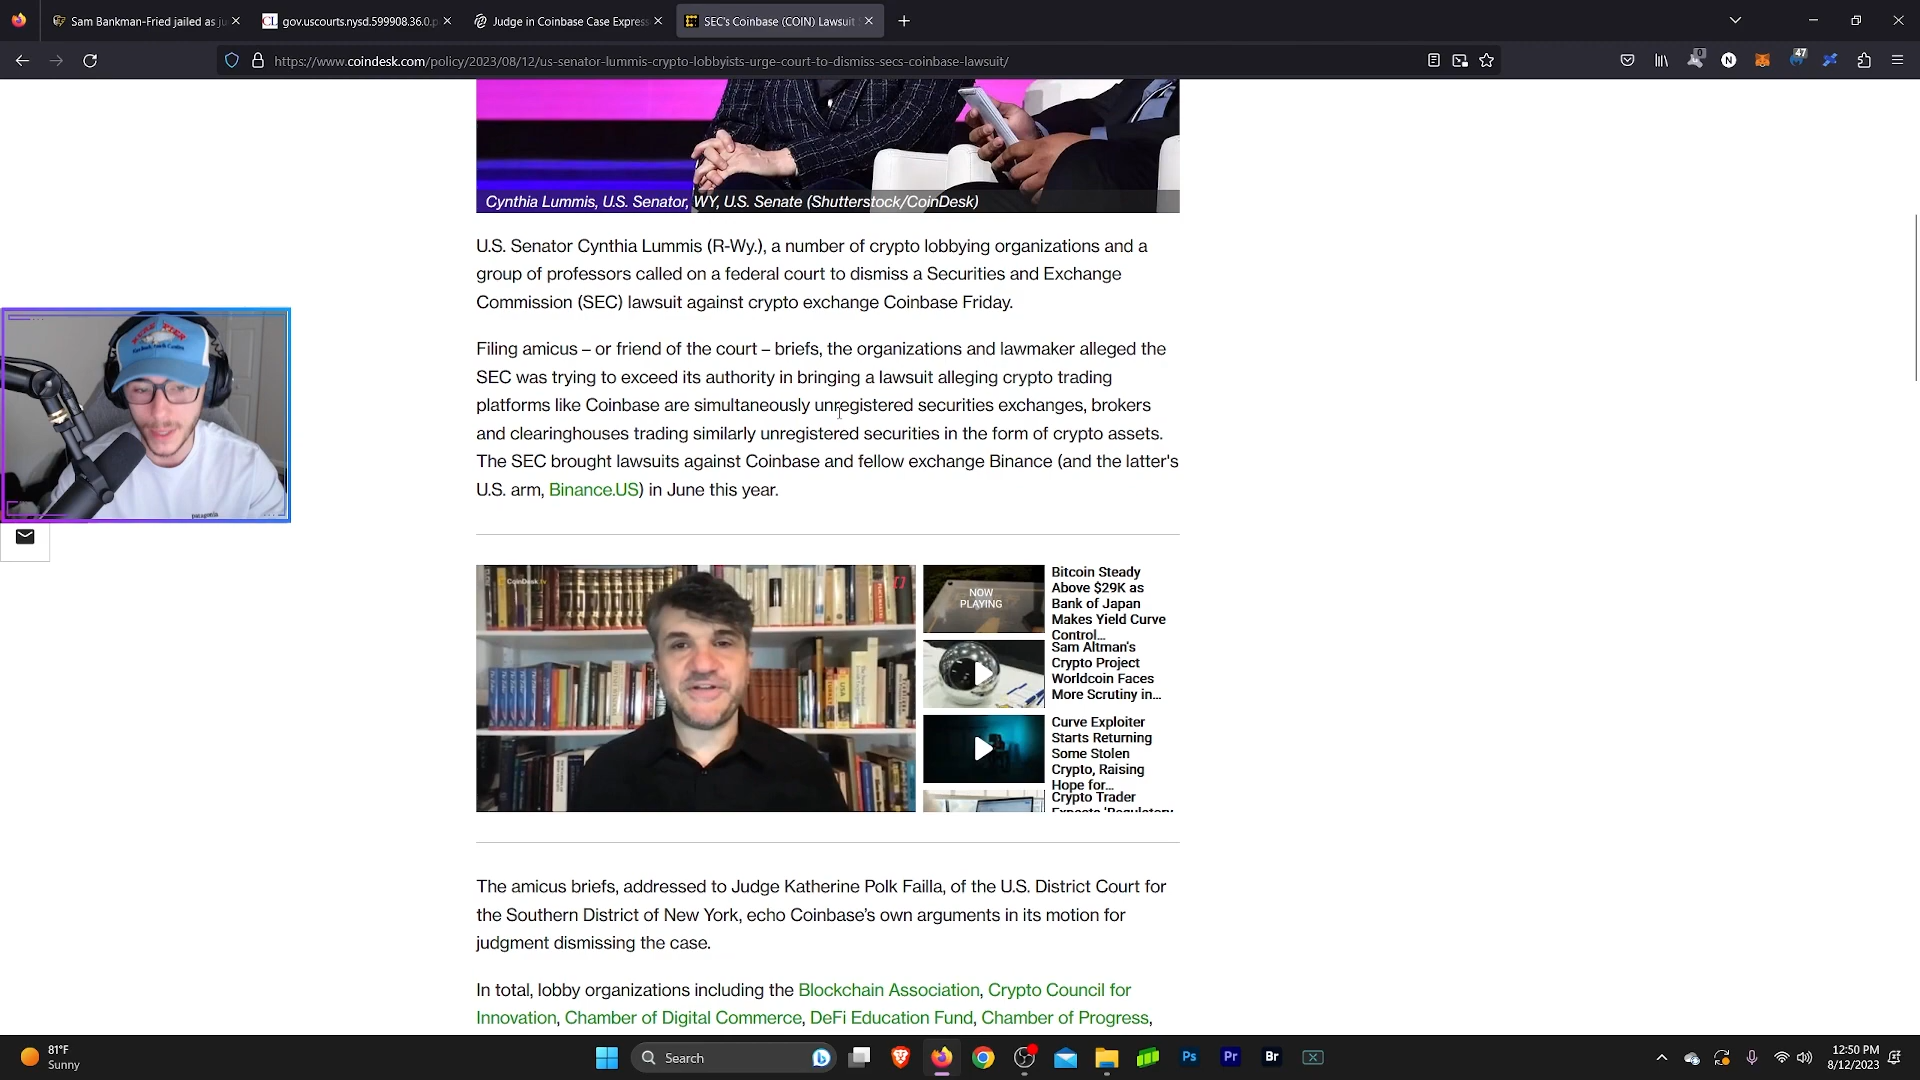 Sam Bankman-Fried jailed as ju
gov.uscourts.nysd.599908.36.0.p
Judge in Coinbase Case Express
SEC's Coinbase (COIN) Lawsuit
https://www.coindesk.com/policy/2023/08/12/us-senator-lummis-crypto-lobbyists-urge-court-to-dismiss-secs-coinbase-lawsuit/
0
47
Cynthia Lummis, U.S. Senator, WY, U.S. Senate (Shutterstock/CoinDesk)
U.S. Senator Cynthia Lummis (R-Wy.), a number of crypto lobbying organizations and a
group of professors called on a federal court to dismiss a Securities and Exchange
Commission (SEC) lawsuit against crypto exchange Coinbase Friday.
Filing amicus – or friend of the court – briefs, the organizations and lawmaker alleged the
SEC was trying to exceed its authority in bringing a lawsuit alleging crypto trading
platforms like Coinbase are simultaneously unregistered securities exchanges, brokers
and clearinghouses trading similarly unregistered securities in the form of crypto assets.
The SEC brought lawsuits against Coinbase and fellow exchange Binance (and the latter's
U.S. arm, Binance.US) in June this year.
CoinDesk tv
NOW
PLAYING
Bitcoin Steady
Above $29K as
Bank of Japan
Makes Yield Curve
Control...
Sam Altman's
Crypto Project
Worldcoin Faces
More Scrutiny in...
Curve Exploiter
Starts Returning
Some Stolen
Crypto, Raising
Hope for...
Crypto Trader
Expects 'Regulatory
The amicus briefs, addressed to Judge Katherine Polk Failla, of the U.S. District Court for
the Southern District of New York, echo Coinbase's own arguments in its motion for
judgment dismissing the case.
In total, lobby organizations including the Blockchain Association, Crypto Council for
Innovation, Chamber of Digital Commerce, DeFi Education Fund, Chamber of Progress,
81°F
Sunny
Search
Ps
Pr
Br
12:50 PM
8/12/2023